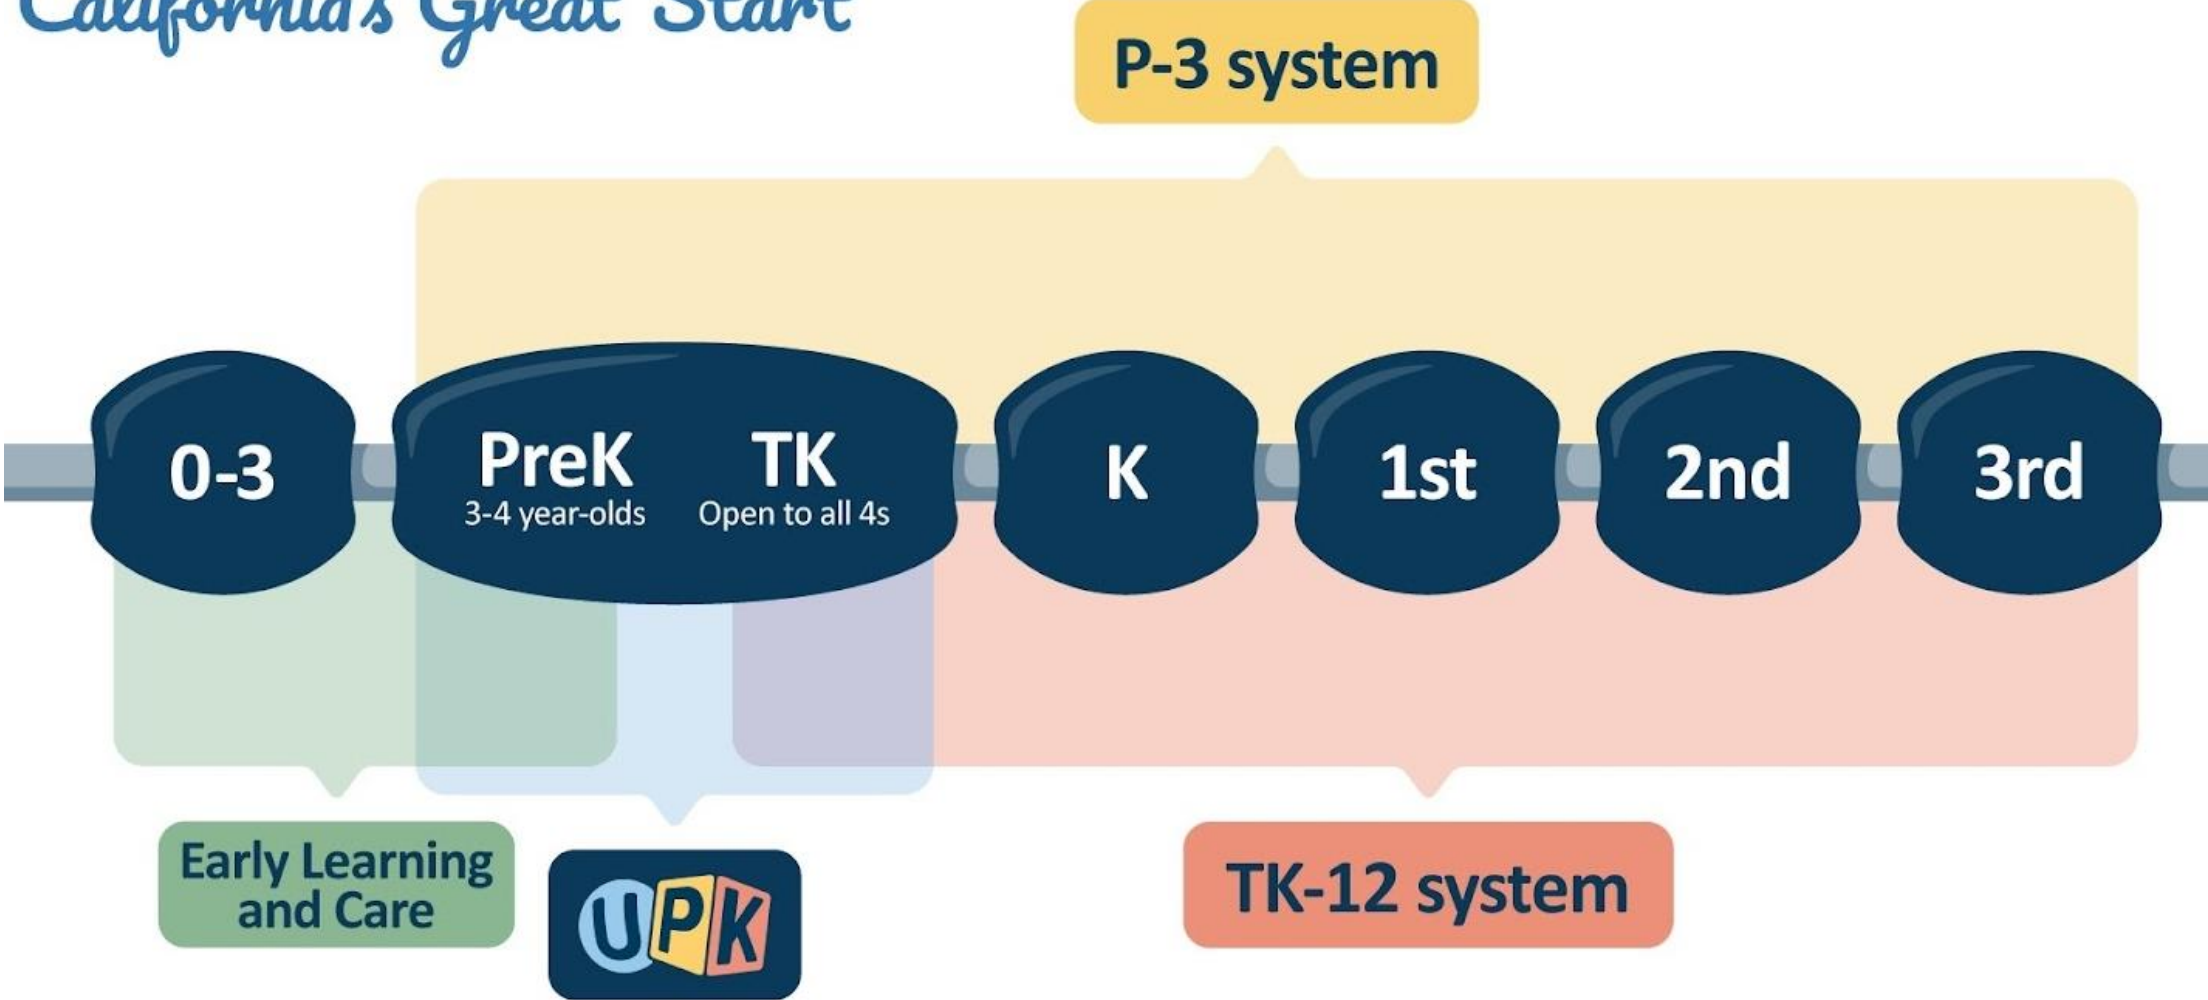 California's Great Start
P-3 system
0-3
PreK
3-4 year-olds
TK
Open to all 4s
K
1st
2nd
3rd
Early Learning
and Care
UPK
TK-12 system